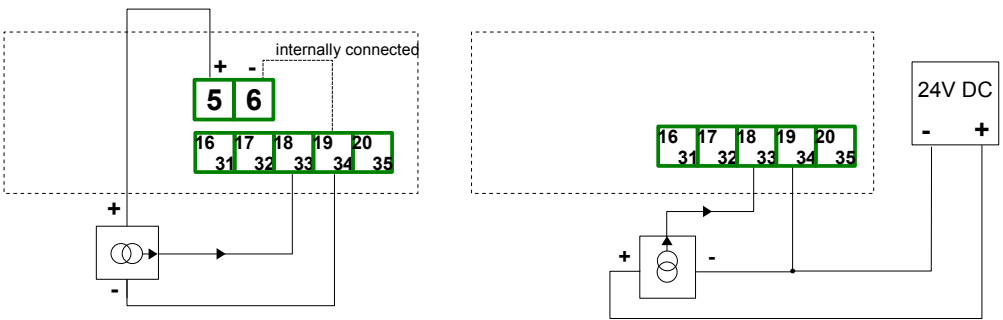 internally connected
+ -
5 6
16 17 18 19 20
31 32 33 34 35
+
-
24V DC
- +
16 17 18 19 20
31 32 33 34 35
+ -